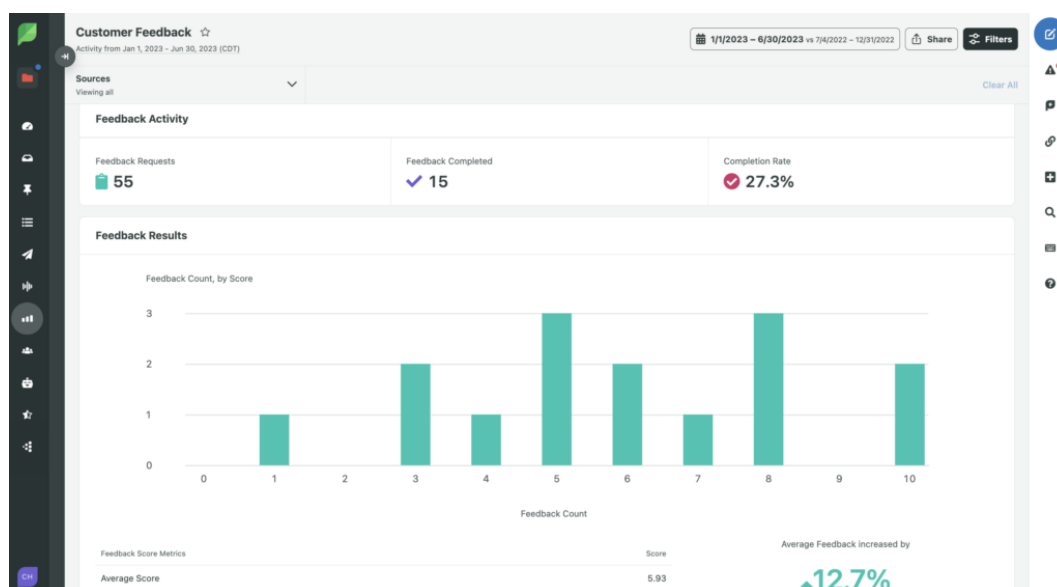 Customer Feedback
Activity from Jan 1, 2023 - Jun 30, 2023 (CDT)
1/1/2023 – 6/30/2023 vs 7/4/2022 – 12/31/2022
Share
Filters
Sources
Viewing all
Clear All
Feedback Activity
Feedback Requests
55
Feedback Completed
15
Completion Rate
27.3%
Feedback Results
Feedback Count, by Score
3
2
1
0
0 1 2 3 4 5 6 7 8 9 10
Feedback Count
Feedback Score Metrics Score
Average Score 5.93
Average Feedback increased by
12.7%
CH